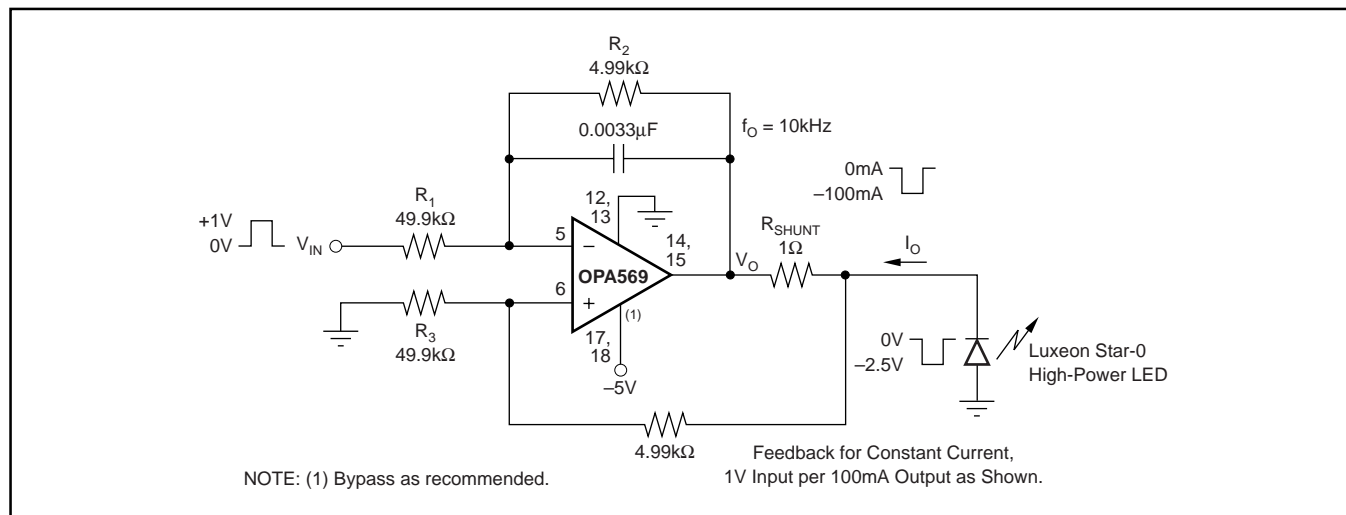 R2
4.99kΩ
0.0033µF
fO = 10kHz
0mA
–100mA
R1
49.9kΩ
12,
13
+1V
0V
VIN
5
–
14,
15
RSHUNT
1Ω
VO
IO
OPA569
6
+
(1)
R3
49.9kΩ
17,
18
–5V
0V
–2.5V
Luxeon Star-0
High-Power LED
4.99kΩ
Feedback for Constant Current,
1V Input per 100mA Output as Shown.
NOTE: (1) Bypass as recommended.